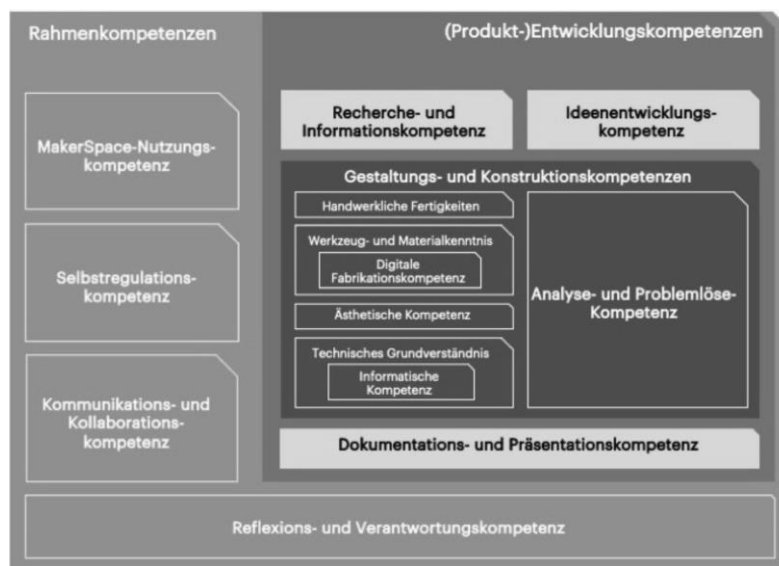 Rahmenkompetenzen
MakerSpace-Nutzungs-
kompetenz
Selbstregulations-
kompetenz
Kommunikations- und
Kollaborations-
kompetenz
(Produkt-)Entwicklungskompetenzen
Recherche- und
Informationskompetenz
Ideenentwicklungs-
kompetenz
Gestaltungs- und Konstruktionskompetenzen
Handwerkliche Fertigkeiten
Werkzeug- und Materialkenntnis
Digitale
Fabrikationskompetenz
Ästhetische Kompetenz
Technisches Grundverständnis
Informatische
Kompetenz
Analyse- und Problemlöse-
Kompetenz
Dokumentations- und Präsentationskompetenz
Reflexions- und Verantwortungskompetenz